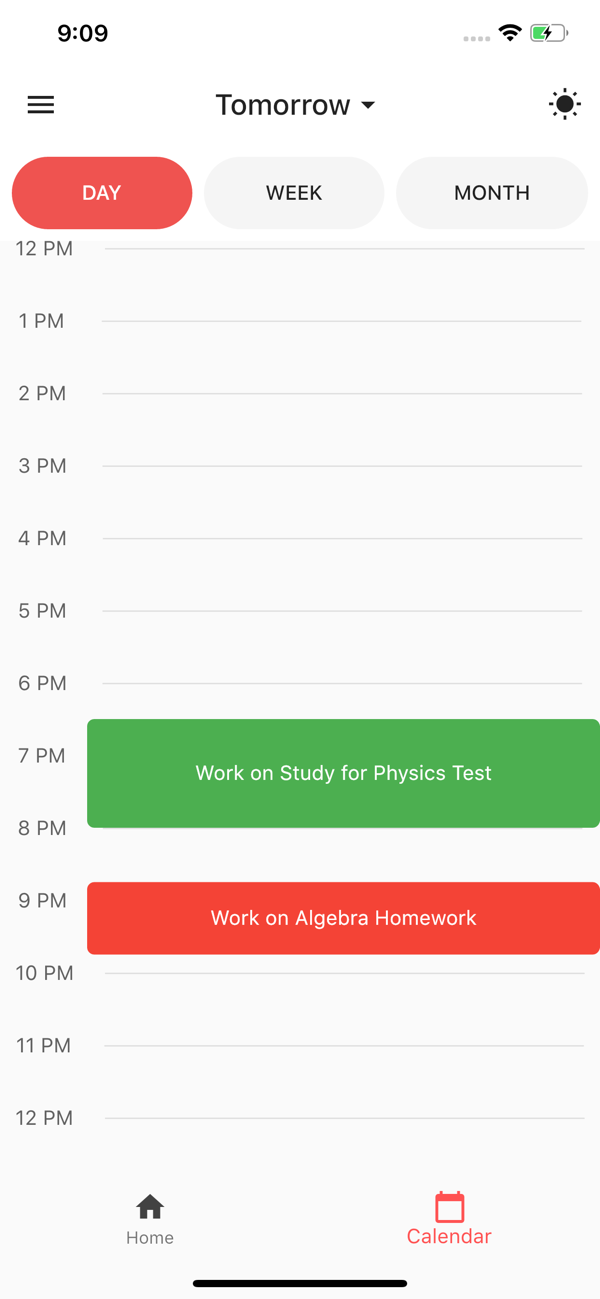 9:09
Tomorrow
DAY WEEK MONTH
12 PM
1 PM
2 PM
3 PM
4 PM
5 PM
6 PM
7 PM
Work on Study for Physics Test
8 PM
9 PM
Work on Algebra Homework
10 PM
11 PM
12 PM
Home Calendar